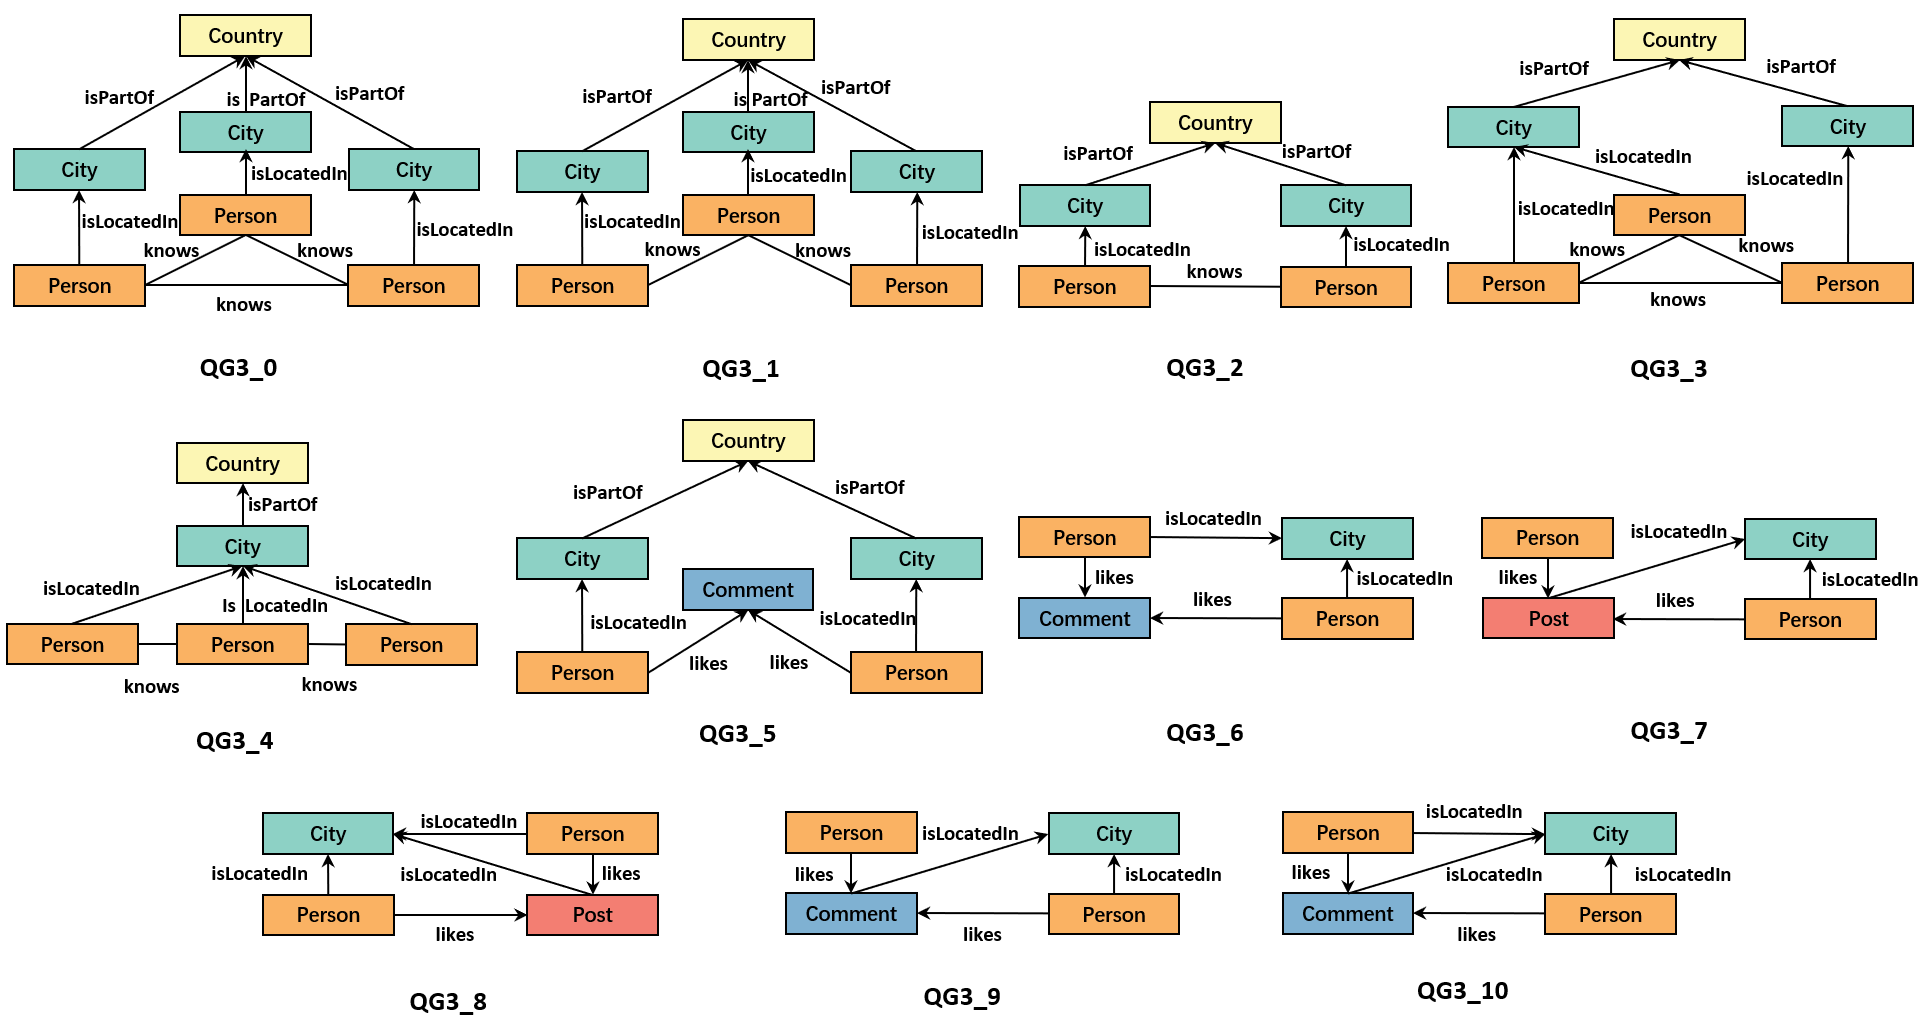 Country
isPartOf
is PartOf
isPartOf
City
City
City
isLocatedIn
isLocatedIn
isLocatedIn
Person
knows
knows
Person
Person
knows
QG3_0
Country
isPartOf
is PartOf
isPartOf
City
City
City
isLocatedIn
isLocatedIn
isLocatedIn
Person
knows
knows
Person
Person
QG3_1
Country
isPartOf
isPartOf
City
City
isLocatedIn
isLocatedIn
Person
knows
Person
QG3_2
Country
isPartOf
isPartOf
City
City
isLocatedIn
isLocatedIn
isLocatedIn
Person
knows
knows
Person
Person
knows
QG3_3
Country
isPartOf
City
isLocatedIn
Is LocatedIn
isLocatedIn
Person
Person
Person
knows
knows
QG3_4
Country
isPartOf
isPartOf
City
City
Comment
isLocatedIn
isLocatedIn
likes
likes
Person
Person
QG3_5
Person
isLocatedIn
City
likes
isLocatedIn
Comment
likes
Person
QG3_6
Person
isLocatedIn
City
likes
isLocatedIn
Post
likes
Person
QG3_7
City
isLocatedIn
Person
isLocatedIn
isLocatedIn
likes
Person
Post
likes
QG3_8
Person
isLocatedIn
City
likes
isLocatedIn
Comment
Person
likes
QG3_9
Person
isLocatedIn
City
likes
isLocatedIn
isLocatedIn
Comment
Person
likes
QG3_10